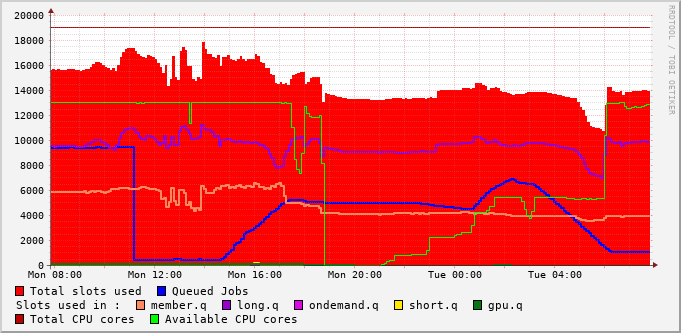 20000
18000
16000
14000
12000
10000
8000
6000
4000
2000
0
Mon 08:00 Mon 12:00 Mon 16:00 Mon 20:00 Tue 00:00 Tue 04:00
Total slots used Queued Jobs
Slots used in : member.q long.q ondemand.q short.q gpu.q
Total CPU cores Available CPU cores
RRDTOOL / TOBI OETIKER